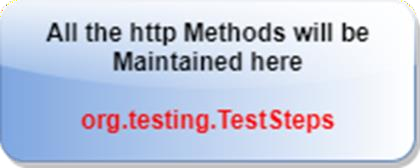 All the http Methods will be
Maintained here
org.testing.TestSteps